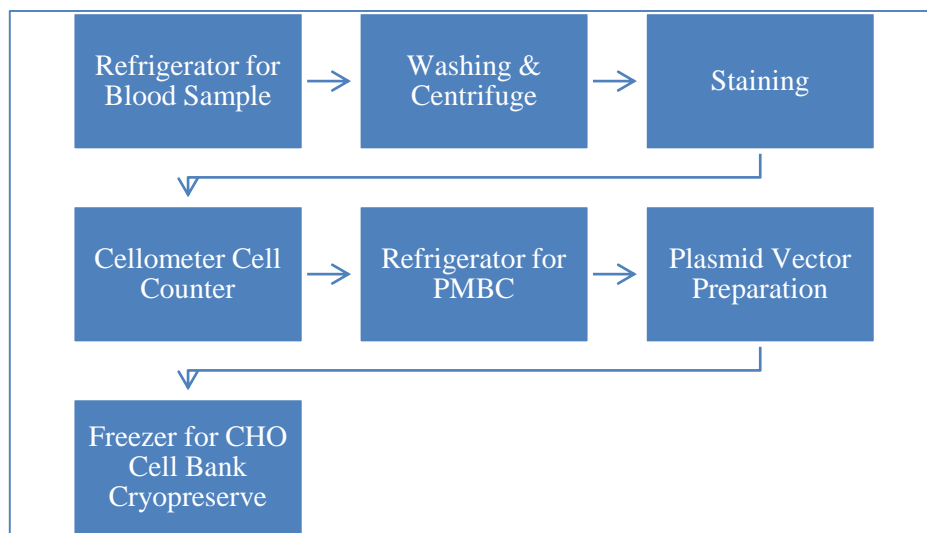 Refrigerator for
Blood Sample
Washing &
Centrifuge
Staining
Cellometer Cell
Counter
Refrigerator for
PMBC
Plasmid Vector
Preparation
Freezer for CHO
Cell Bank
Cryopreserve